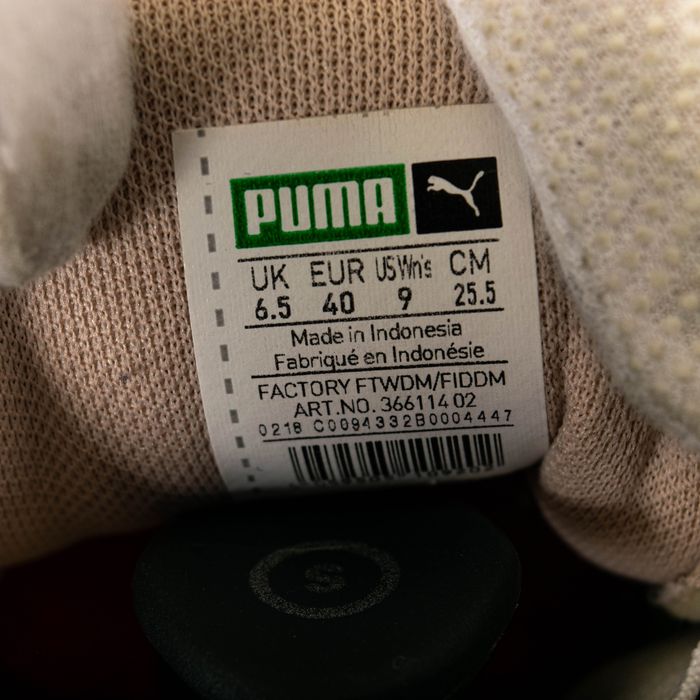 PUMA
UK EUR US Wn's CM
6.5 40 9 25.5
Made in Indonesia
Fabriqué en Indonésie
FACTORY FTWDM/FIDDM
ART.NO. 366114 02
0218 C0094332B0004447
S